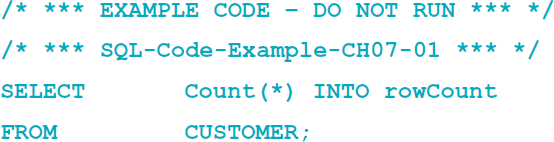 /* *** EXAMPLE CODE – DO NOT RUN *** */
/* *** SQL-Code-Example-CH07-01 *** */
SELECT Count(*) INTO rowCount
FROM CUSTOMER;